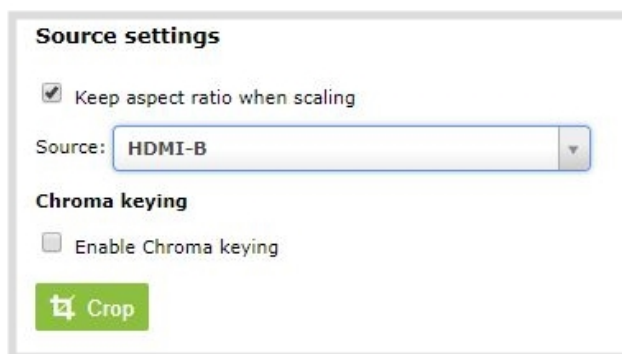 Source settings
Keep aspect ratio when scaling
Source: HDMI-B
Chroma keying
Enable Chroma keying
Crop